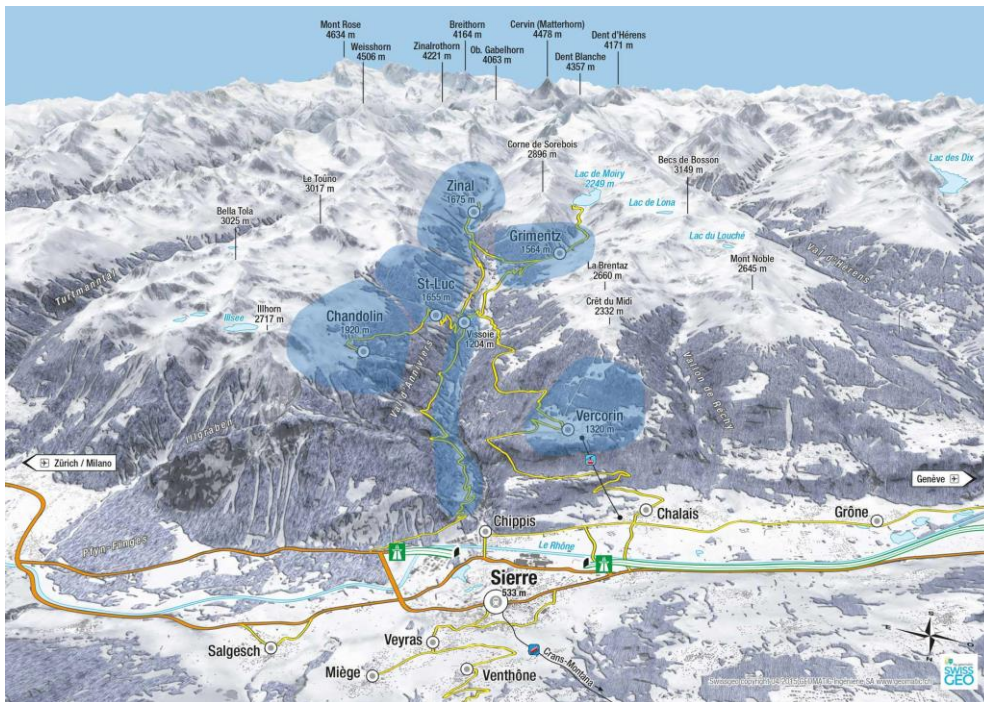 Mont Rose
4634 m
Weisshorn
4506 m
Zinalrothorn
4221 m
Breithorn
4164 m
Ob. Gabelhorn
4063 m
Cervin (Matterhorn)
4478 m
Dent Blanche
4357 m
Dent d'Hérens
4171 m
Corne de Sorebois
2896 m
Becs de Bosson
3149 m
Lac des Dix
Le Toûno
3017 m
Zinal
1675 m
Lac de Moiry
2249 m
Lac de Lona
Bella Tola
3025 m
Grimentz
1564 m
Lac du Louché
Turtmanntal
La Brentaz
2660 m
Mont Noble
2645 m
Val d'Hérens
St-Luc
1655 m
Illsee
Illhorn
2717 m
Chandolin
1920 m
Crêt du Midi
2332 m
Vissoie
1204 m
Val d'Anniviers
Vallon de Réchy
Illgraben
Vercorin
1320 m
Zürich / Milano
Genève
Chippis
Chalais
Grône
Pfyn-Finges
Le Rhône
Sierre
533 m
Salgesch
Veyras
Miège
Venthône
Crans-Montana
SWISS
GEO